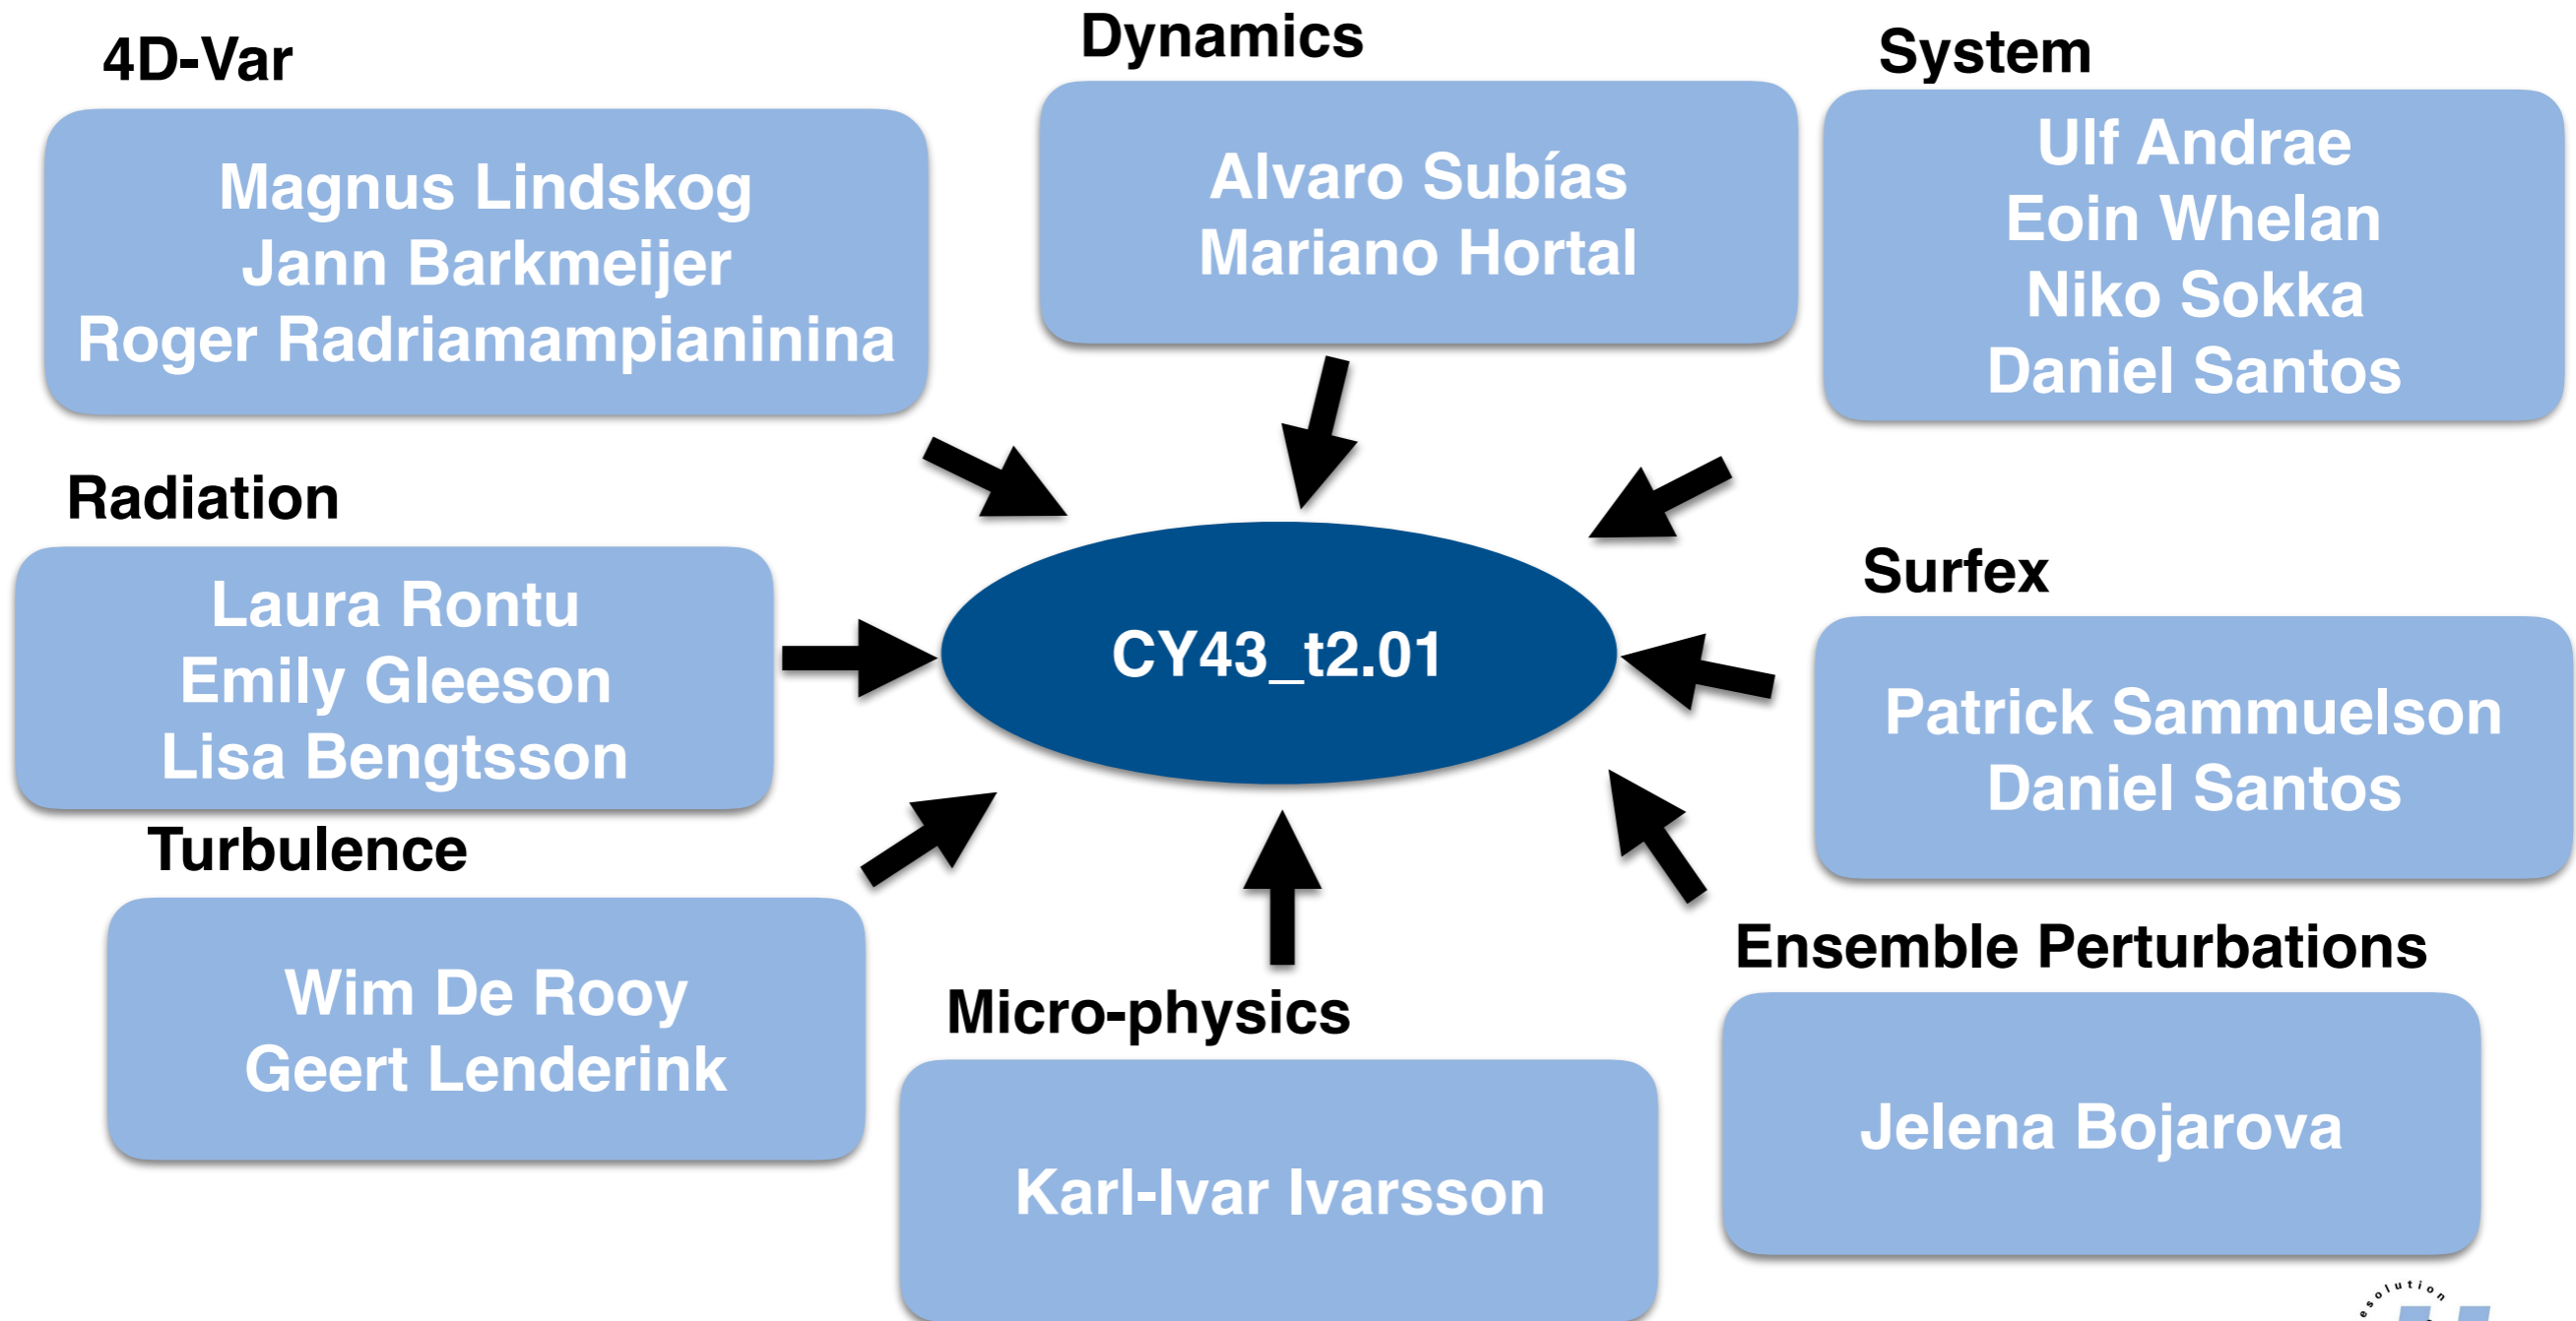 4D-Var
Magnus Lindskog
Jann Barkmeijer
Roger Radriamampianinina
Dynamics
Alvaro Subías
Mariano Hortal
System
Ulf Andrae
Eoin Whelan
Niko Sokka
Daniel Santos
Radiation
Laura Rontu
Emily Gleeson
Lisa Bengtsson
CY43_t2.01
Surfex
Patrick Sammuelson
Daniel Santos
Turbulence
Wim De Rooy
Geert Lenderink
Micro-physics
Karl-Ivar Ivarsson
Ensemble Perturbations
Jelena Bojarova
esolution